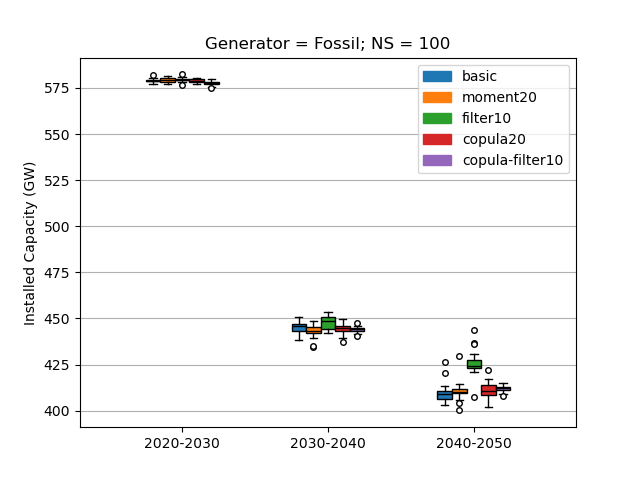 Generator = Fossil; NS = 100
Installed Capacity (GW)
575
550
525
500
475
450
425
400
basic
moment20
filter10
copula20
copula-filter10
2020-2030
2030-2040
2040-2050